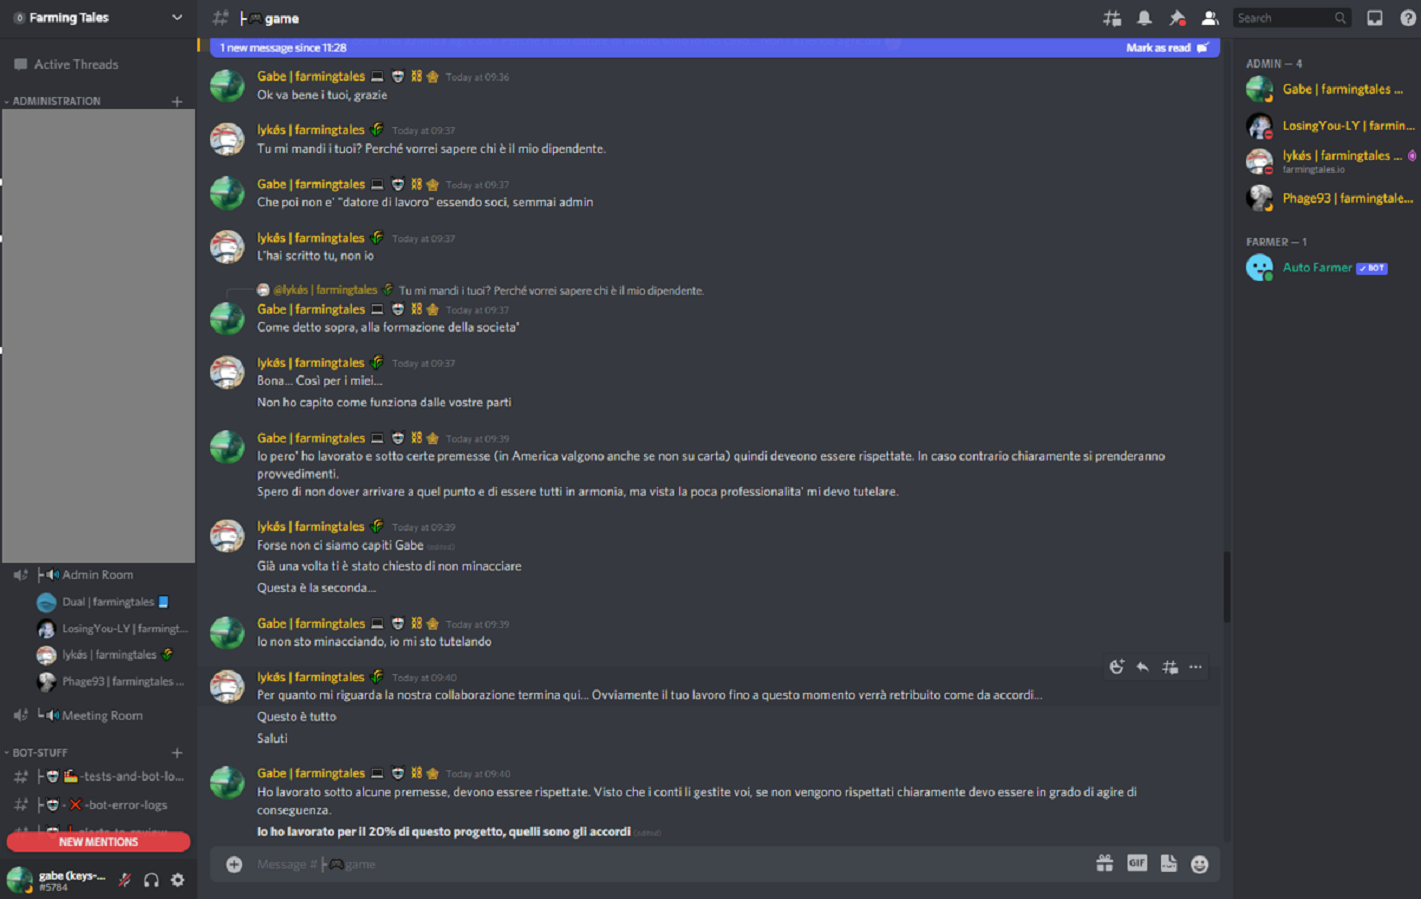 Farming Tales
game
Search
1 new message since 11:28
Mark as read
Active Threads
ADMINISTRATION
Gabe | farmingtales Today at 09:36
Ok va bene i tuoi, grazie
lykøs | farmingtales Today at 09:37
Tu mi mandi i tuoi? Perché vorrei sapere chi è il mio dipendente.
Gabe | farmingtales Today at 09:37
Che poi non e' "datore di lavoro" essendo soci, semmai admin
lykøs | farmingtales Today at 09:37
L'hai scritto tu, non io
@lykøs | farmingtales Tu mi mandi i tuoi? Perché vorrei sapere chi è il mio dipendente.
Gabe | farmingtales Today at 09:37
Come detto sopra, alla formazione della societa'
lykøs | farmingtales Today at 09:37
Bona... Così per i miei...
Non ho capito come funziona dalle vostre parti
Gabe | farmingtales Today at 09:39
Io pero' ho lavorato e sotto certe premesse (in America valgono anche se non su carta) quindi deveono essere rispettate. In caso contrario chiaramente si prenderanno
provvedimenti.
Spero di non dover arrivare a quel punto e di essere tutti in armonia, ma vista la poca professionalita' mi devo tutelare.
lykøs | farmingtales Today at 09:39
Forse non ci siamo capiti Gabe (edited)
Già una volta ti è stato chiesto di non minacciare
Questa è la seconda...
Gabe | farmingtales Today at 09:39
Io non sto minacciando, io mi sto tutelando
lykøs | farmingtales Today at 09:40
Per quanto mi riguarda la nostra collaborazione termina qui... Ovviamente il tuo lavoro fino a questo momento verrà retribuito come da accordi...
Questo è tutto
Saluti
Gabe | farmingtales Today at 09:40
Ho lavorato sotto alcune premesse, devono essree rispettate. Visto che i conti li gestite voi, se non vengono rispettati chiaramente devo essere in grado di agire di
conseguenza.
Io ho lavorato per il 20% di questo progetto, quelli sono gli accordi (edited)
Message # game
GIF
Admin Room
Dual | farmingtales
LosingYou-LY | farmingt...
lykøs | farmingtales
Phage93 | farmingtales ...
Meeting Room
BOT-STUFF
-tests-and-bot-lo...
-bot-error-logs
NEW MENTIONS
gabe (keys-...
#5784
ADMIN — 4
Gabe | farmingtales ...
LosingYou-LY | farmin...
lykøs | farmingtales ...
farmingtales.io
Phage93 | farmingtale...
FARMER — 1
Auto Farmer ✓ BOT